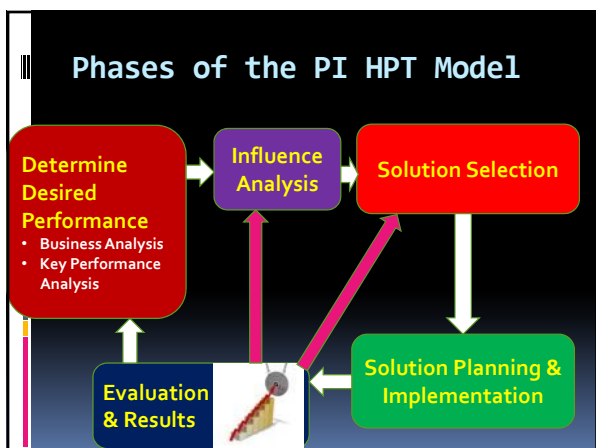 Phases of the PI HPT Model
Determine
Desired
Performance
• Business Analysis
• Key Performance
Analysis
Influence
Analysis
Solution Selection
Solution Planning &
Implementation
Evaluation
& Results